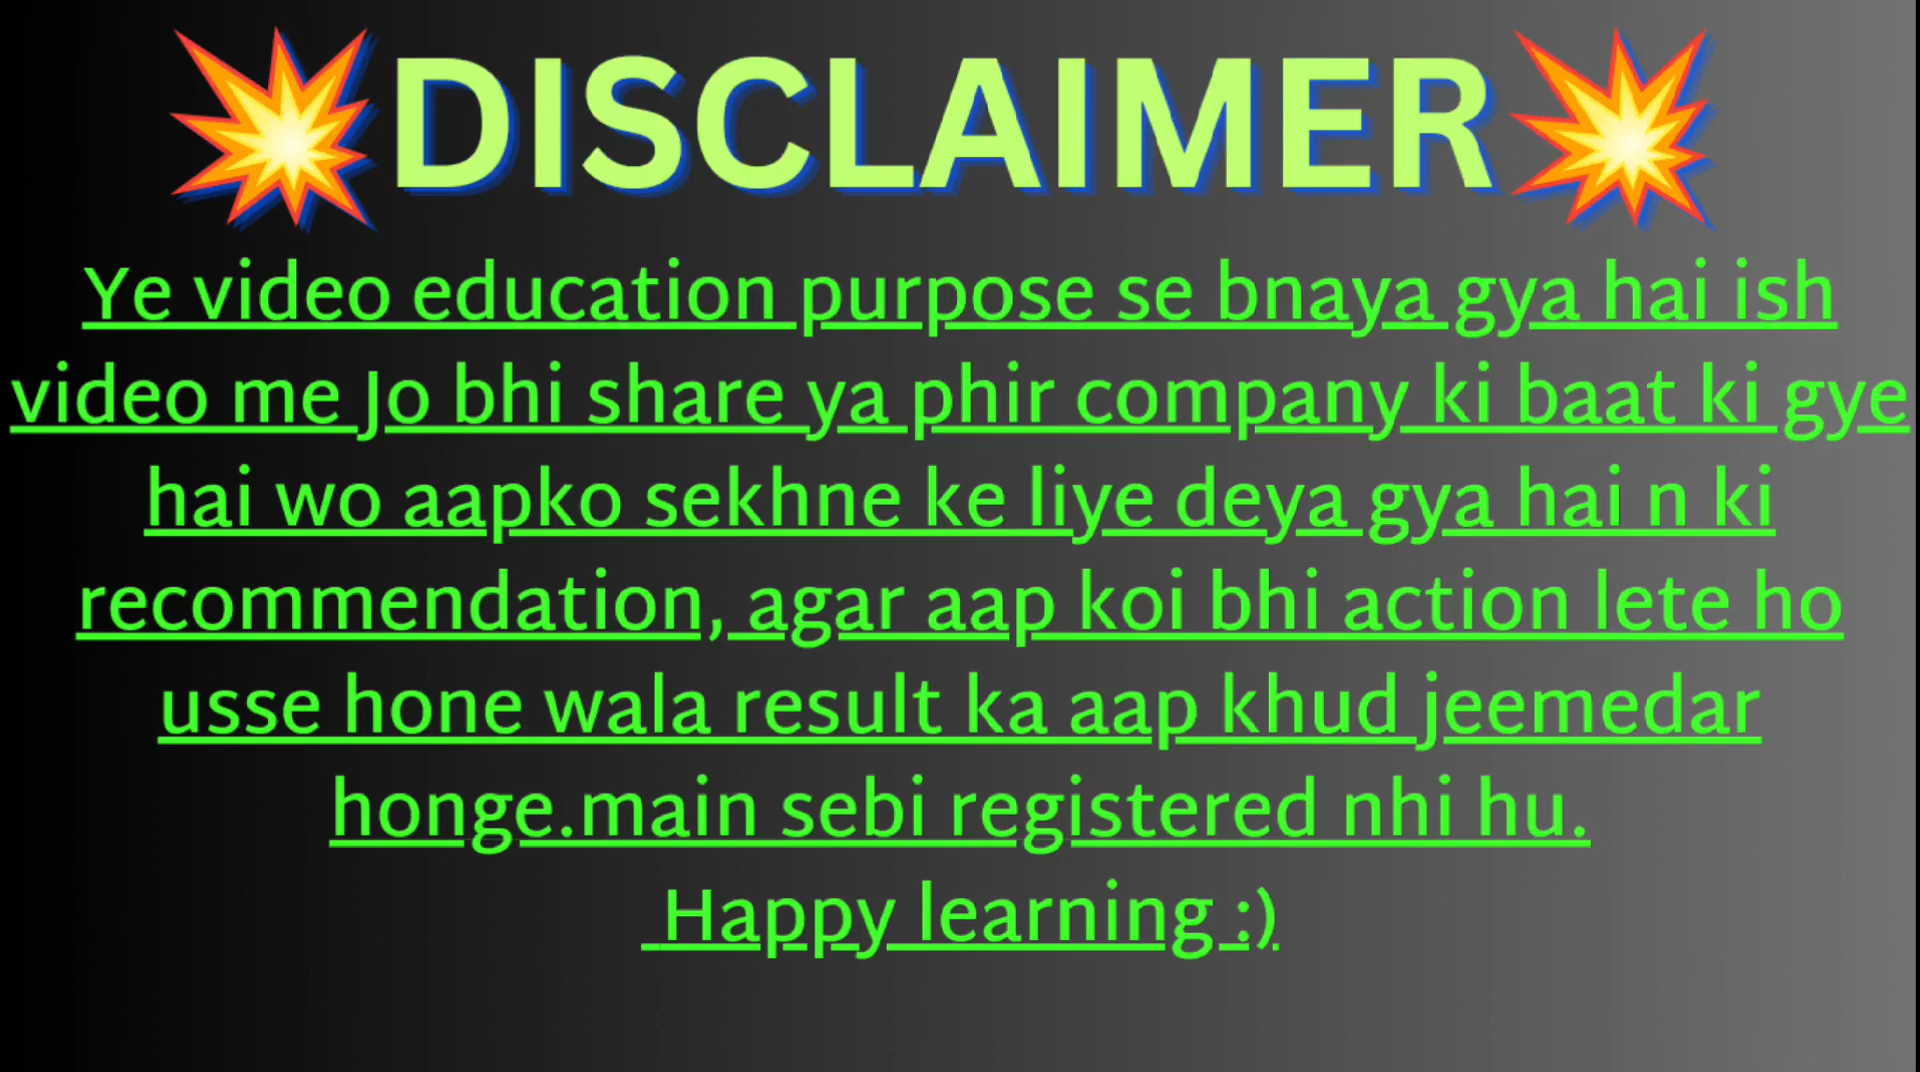 💥DISCLAIMER💥
Ye video education purpose se bnaya gya hai ish
video me Jo bhi share ya phir company ki baat ki gye
hai wo aapko sekhne ke liye deya gya hai n ki
recommendation, agar aap koi bhi action lete ho
usse hone wala result ka aap khud jeemedar
honge.main sebi registered nhi hu.
Happy learning :)